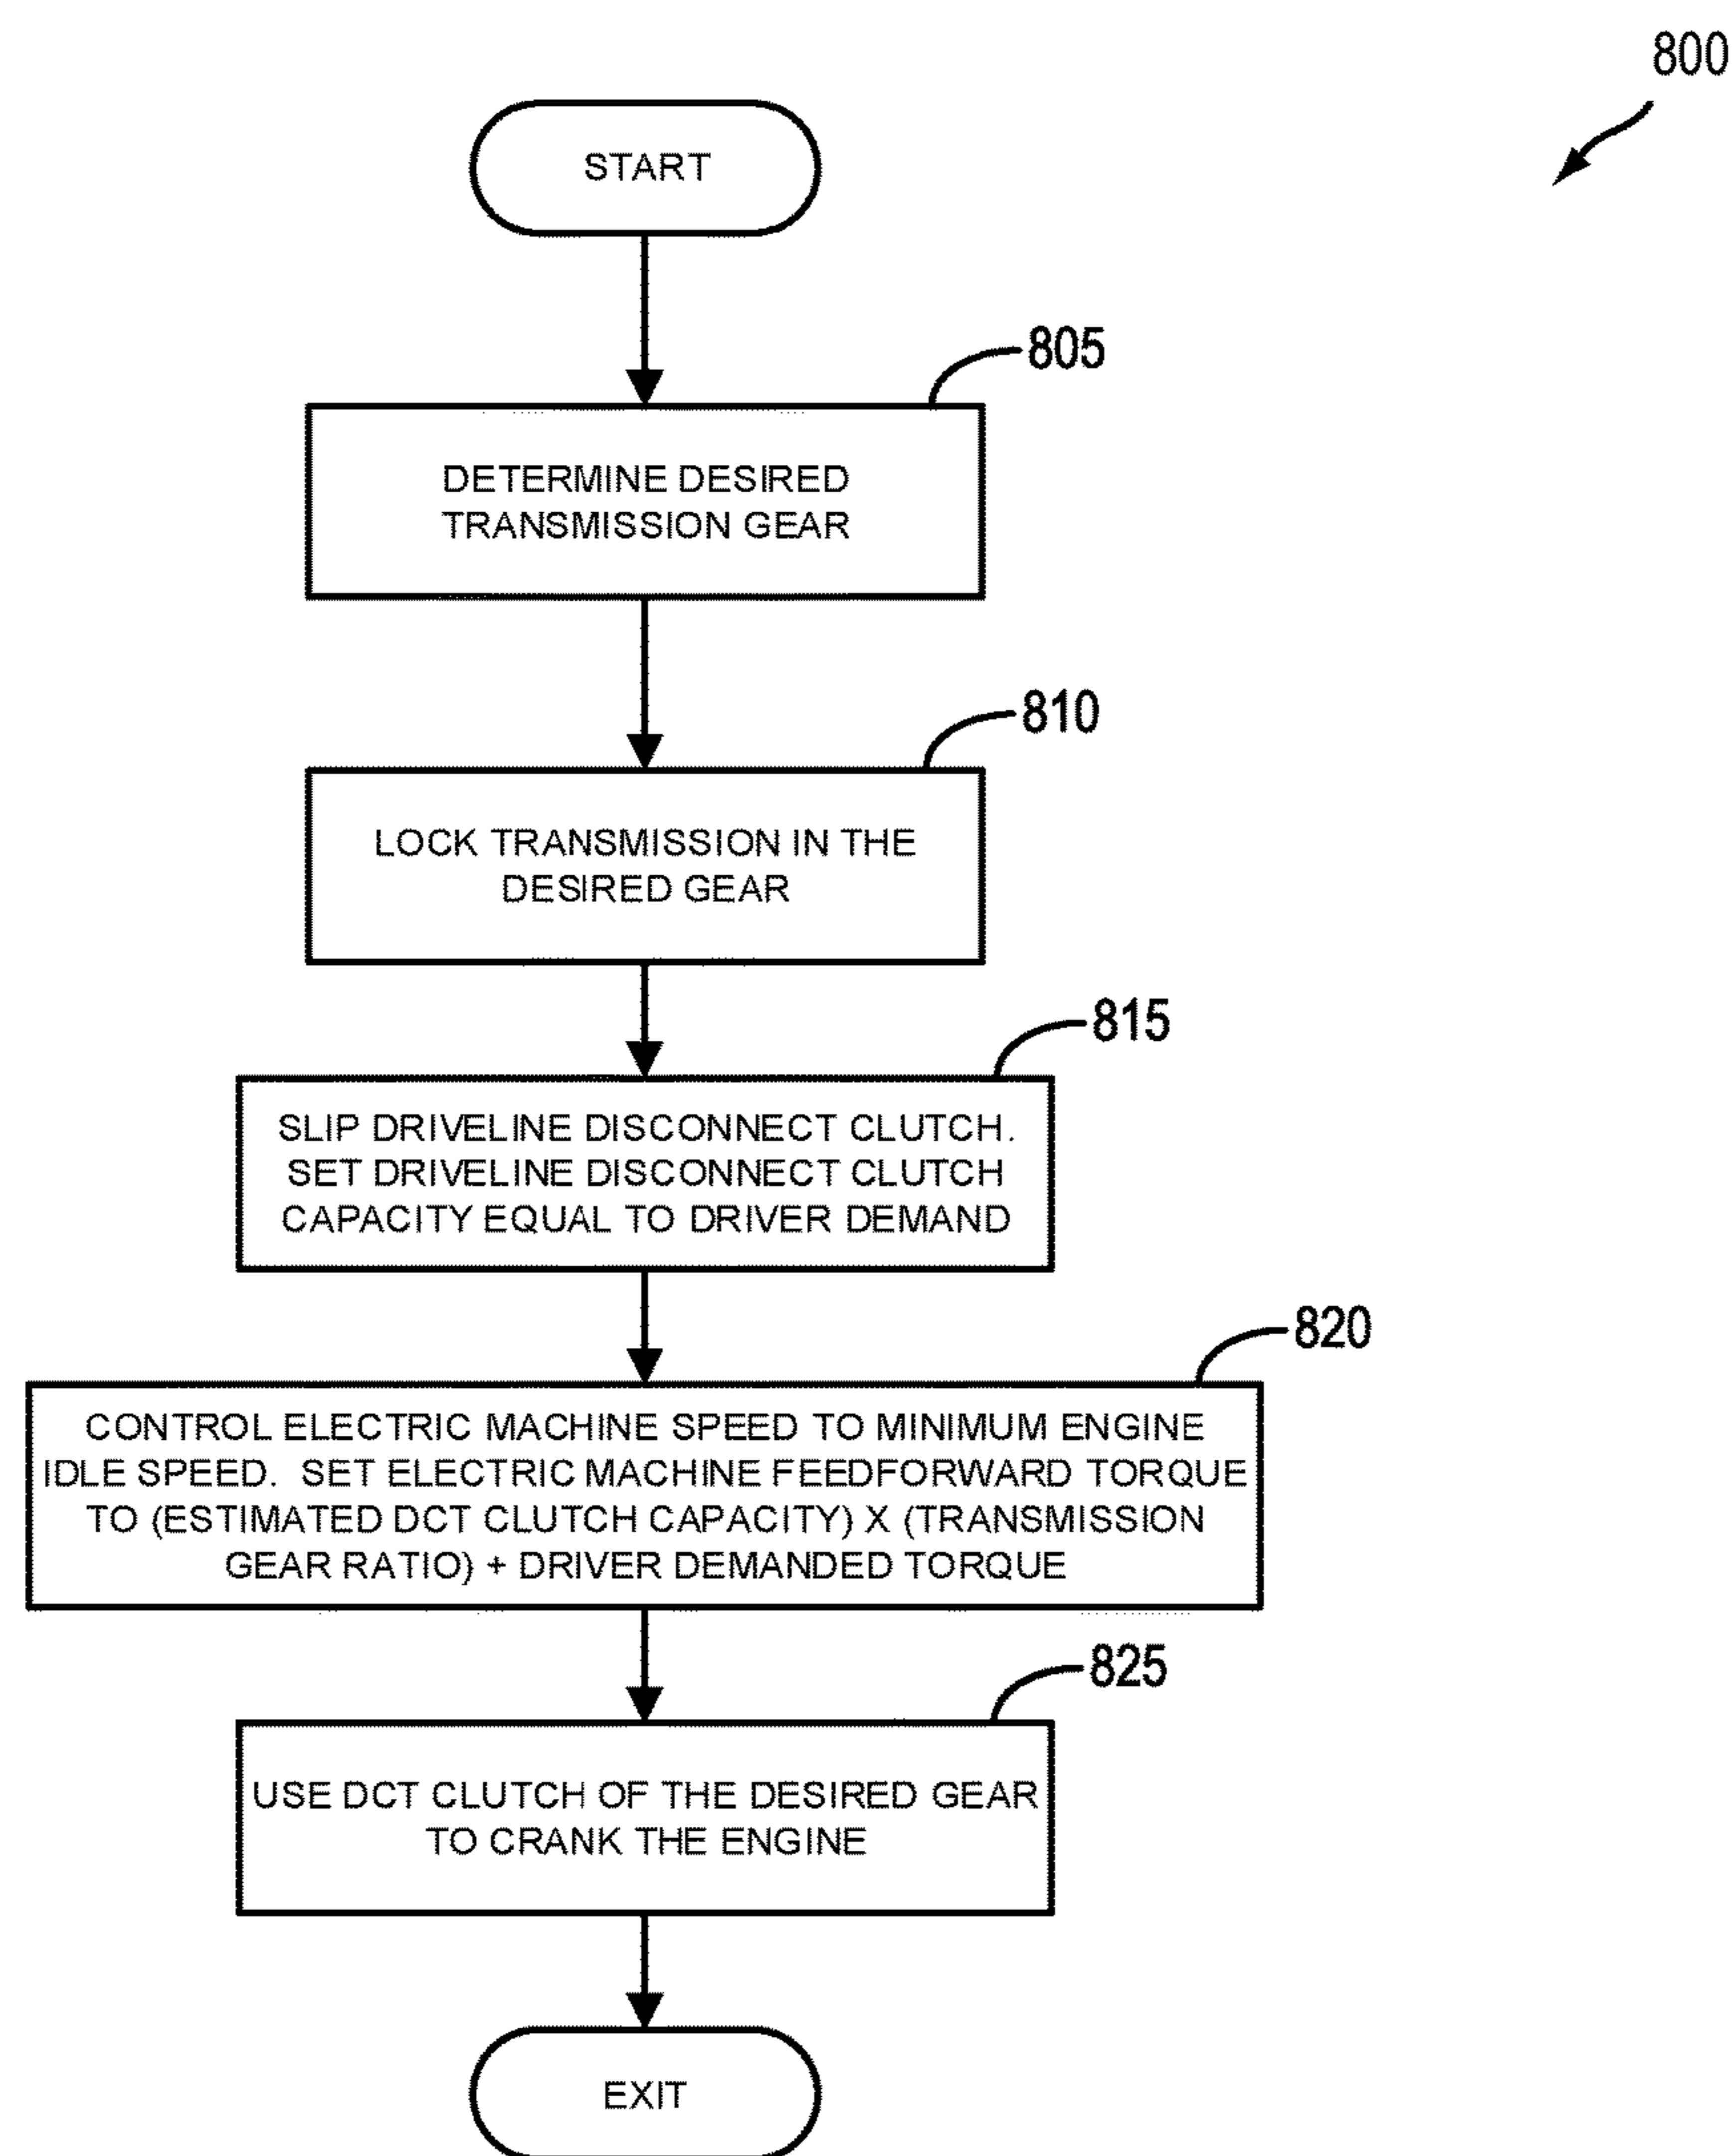 800
START
805
DETERMINE DESIRED
TRANSMISSION GEAR
810
LOCK TRANSMISSION IN THE
DESIRED GEAR
815
SLIP DRIVELINE DISCONNECT CLUTCH.
SET DRIVELINE DISCONNECT CLUTCH
CAPACITY EQUAL TO DRIVER DEMAND
820
CONTROL ELECTRIC MACHINE SPEED TO MINIMUM ENGINE
IDLE SPEED. SET ELECTRIC MACHINE FEEDFORWARD TORQUE
TO (ESTIMATED DCT CLUTCH CAPACITY) X (TRANSMISSION
GEAR RATIO) + DRIVER DEMANDED TORQUE
825
USE DCT CLUTCH OF THE DESIRED GEAR
TO CRANK THE ENGINE
EXIT